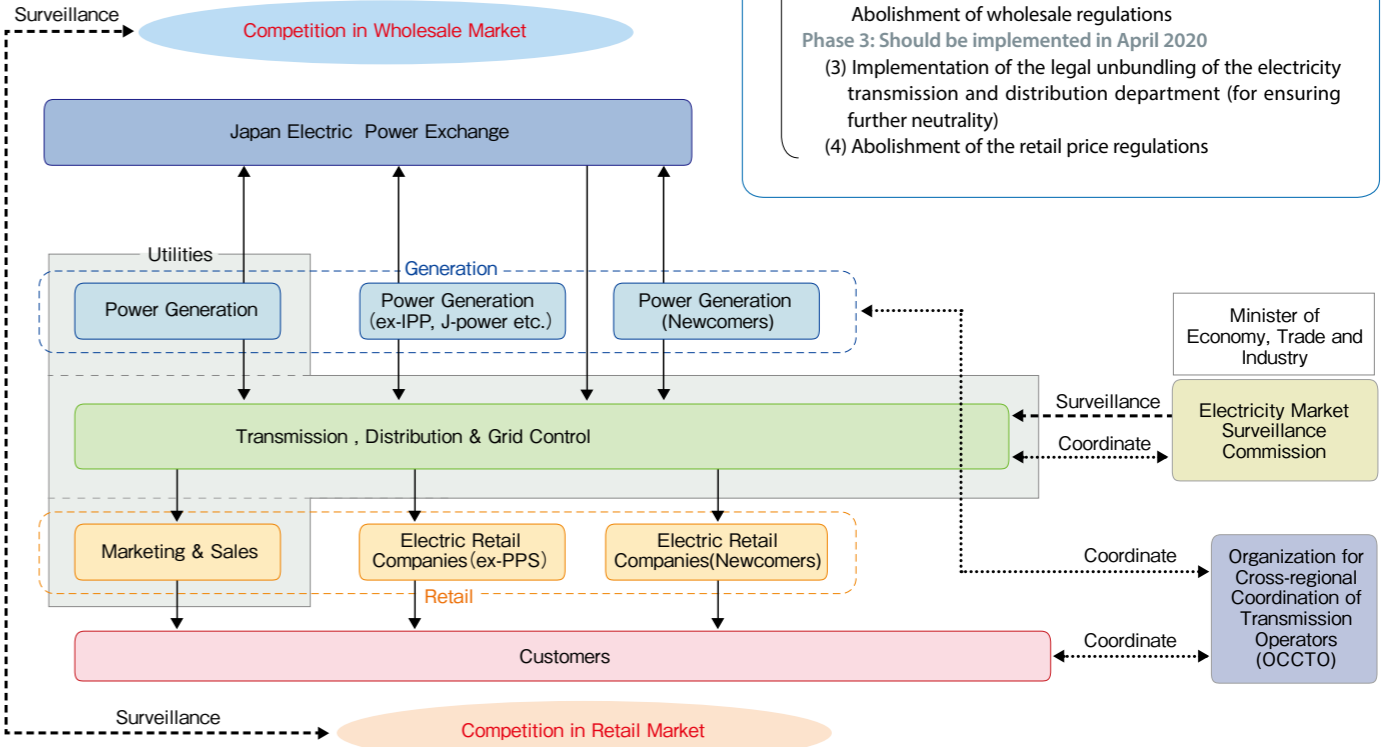 Surveillance
Competition in Wholesale Market
Abolishment of wholesale regulations
Phase 3: Should be implemented in April 2020
(3) Implementation of the legal unbundling of the electricity
transmission and distribution department (for ensuring
further neutrality)
(4) Abolishment of the retail price regulations
Japan Electric Power Exchange
Utilities
Generation
Power Generation
Power Generation
(ex-IPP, J-power etc.)
Power Generation
(Newcomers)
Minister of
Economy, Trade and
Industry
Transmission , Distribution & Grid Control
Surveillance
Coordinate
Electricity Market
Surveillance
Commission
Marketing & Sales
Electric Retail
Companies(ex-PPS)
Electric Retail
Companies(Newcomers)
Retail
Coordinate
Coordinate
Organization for
Cross-regional
Coordination of
Transmission
Operators
(OCCTO)
Customers
Surveillance
Competition in Retail Market